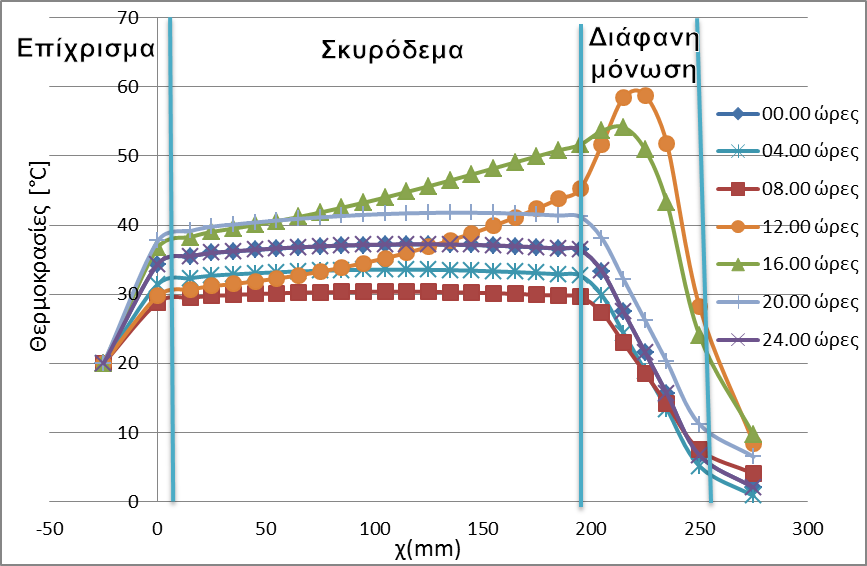 70
60
50
40
30
20
10
0
Θερμοκρασίες [°C]
Επίχρισμα
Σκυρόδεμα
Διάφανη
μόνωση
00.00 ώρες
04.00 ώρες
08.00 ώρες
12.00 ώρες
16.00 ώρες
20.00 ώρες
24.00 ώρες
-50 0 50 100 150 200 250 300
χ(mm)